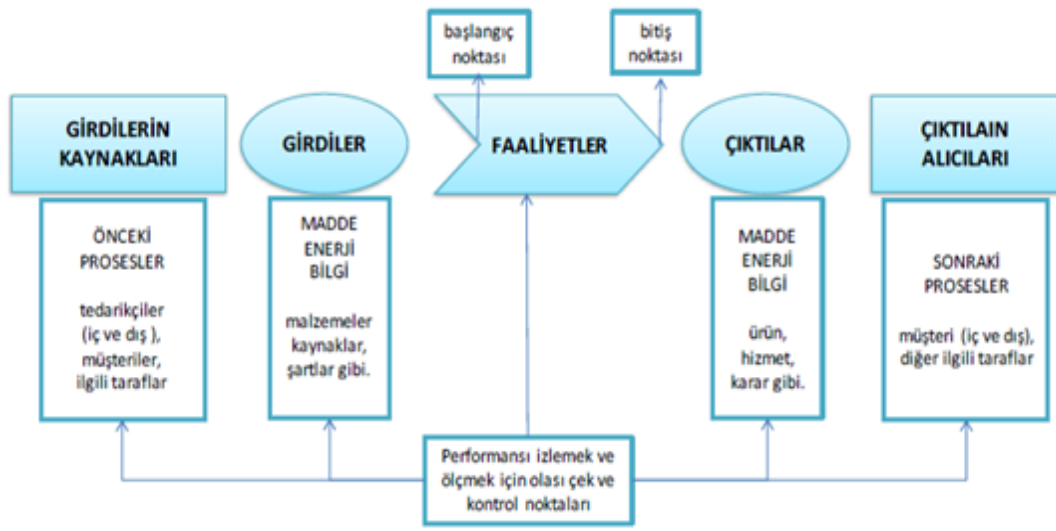 başlangıç
noktası
bitiş
noktası
GİRDİLERİN
KAYNAKLARI
GİRDİLER
FAALİYETLER
ÇIKTILAR
ÇIKTILAIN
ALICILARI
ÖNCEKİ
PROSESLER
tedarikçiler
(iç ve dış ),
müşteriler,
ilgili taraflar
MADDE
ENERJİ
BİLGİ
malzemeler
kaynaklar,
şartlar gibi.
MADDE
ENERJİ
BİLGİ
ürün,
hizmet,
karar gibi.
SONRAKİ
PROSESLER
müşteri (iç ve dış),
diğer ilgili taraflar
Performansı izlemek ve
ölçmek için olası çek ve
kontrol noktaları